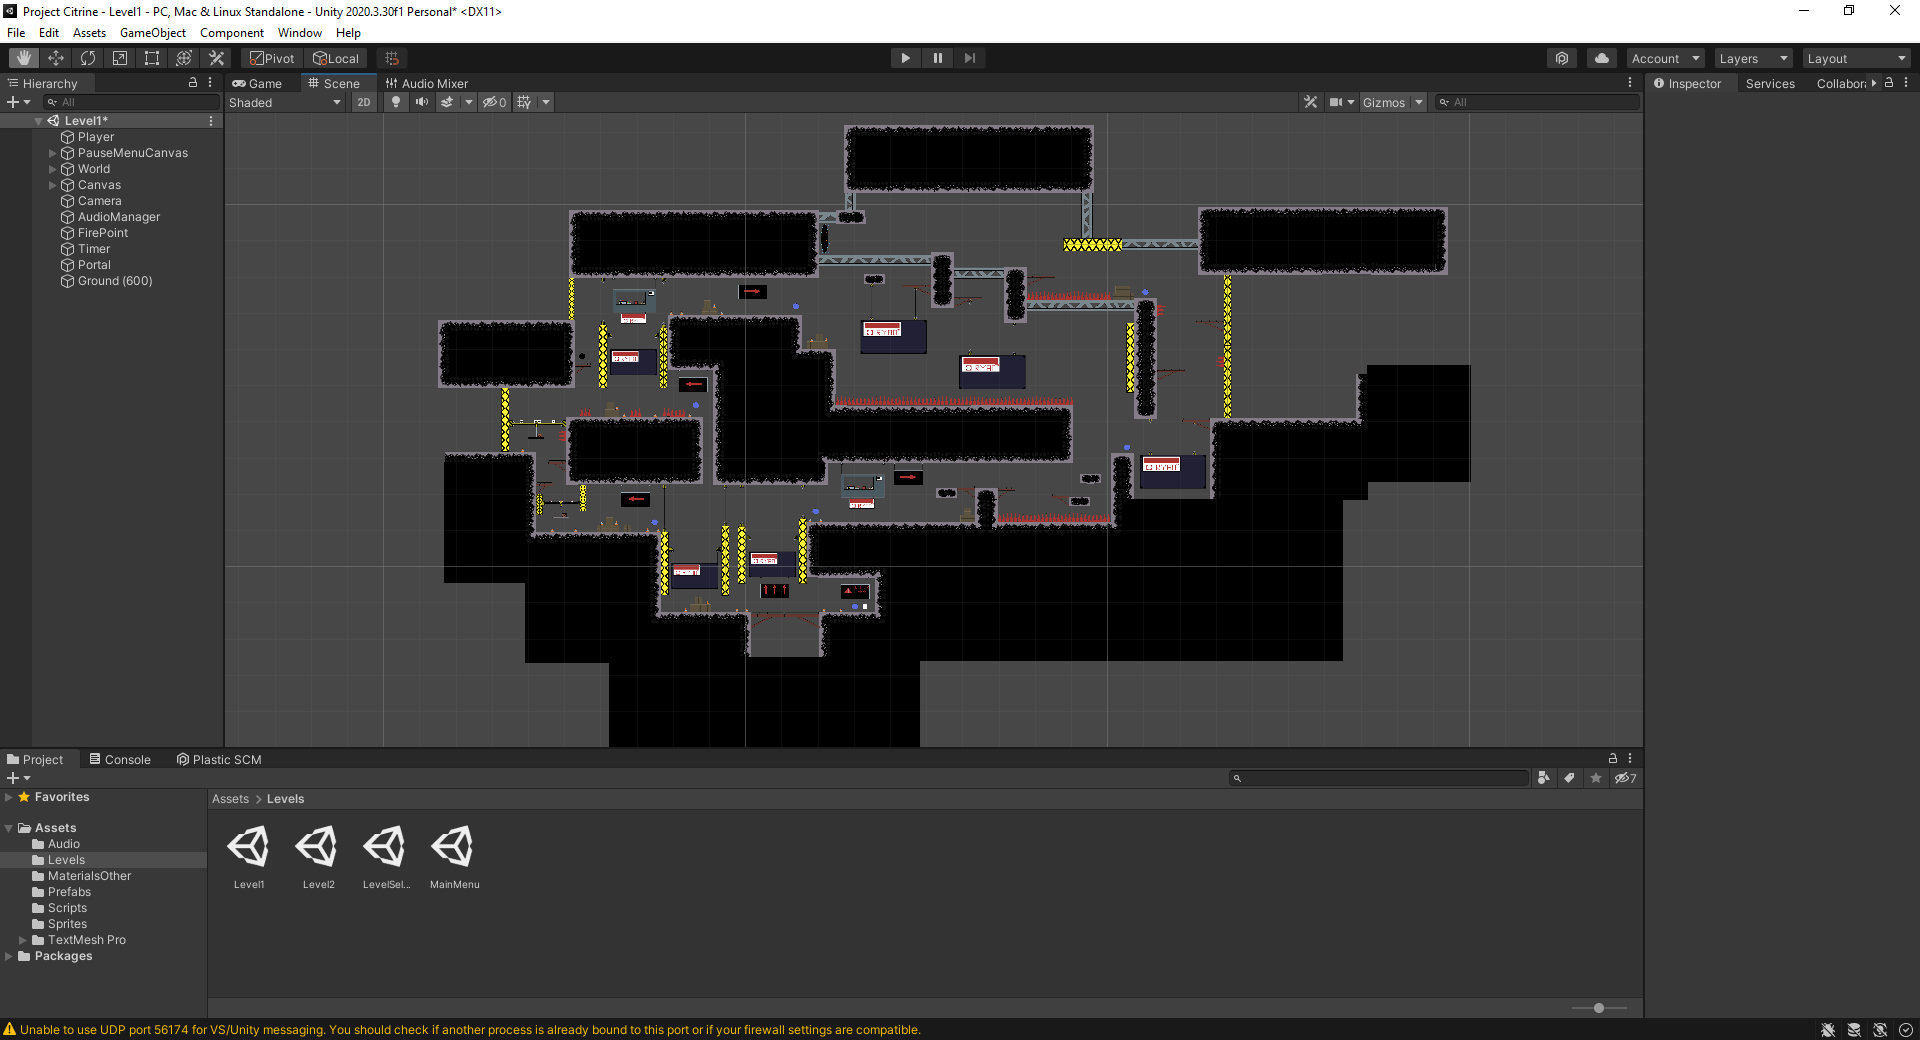 Project Citrine - Level1 - PC, Mac & Linux Standalone - Unity 2020.3.30f1 Personal* <DX11>
File Edit Assets GameObject Component Window Help
Pivot Local Account Layers Layout
Hierarchy Game Scene Audio Mixer Inspector Services Collabora
All Shaded 2D 0 Gizmos All
Level1*
Player
PauseMenuCanvas
World
Canvas
Camera
AudioManager
FirePoint
Timer
Portal
Ground (600)
Project Console Plastic SCM
7
Favorites
Assets > Levels
Assets
Audio
Levels
MaterialsOther
Prefabs
Scripts
Sprites
TextMesh Pro
Packages
Level1 Level2 LevelSel... MainMenu
Unable to use UDP port 56174 for VS/Unity messaging. You should check if another process is already bound to this port or if your firewall settings are compatible.